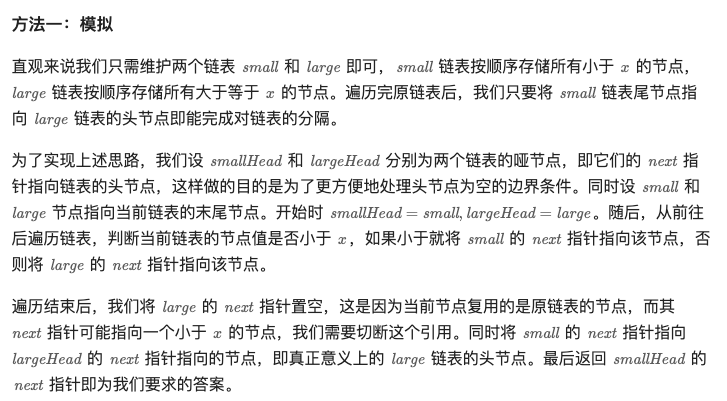 方法一：模拟
直观来说我们只需维护两个链表 small 和 large 即可， small 链表按顺序存储所有小于 x 的节点，
large 链表按顺序存储所有大于等于 x 的节点。遍历完原链表后，我们只要将 small 链表尾节点指
向 large 链表的头节点即能完成对链表的分隔。
为了实现上述思路，我们设 smallHead 和 largeHead 分别为两个链表的哑节点，即它们的 next 指
针指向链表的头节点，这样做的目的是为了更方便地处理头节点为空的边界条件。同时设 small 和
large 节点指向当前链表的末尾节点。开始时 smallHead = small, largeHead = large。随后，从前往
后遍历链表，判断当前链表的节点值是否小于 x，如果小于就将 small 的 next 指针指向该节点，否
则将 large 的 next 指针指向该节点。
遍历结束后，我们将 large 的 next 指针置空，这是因为当前节点复用的是原链表的节点，而其
next 指针可能指向一个小于 x 的节点，我们需要切断这个引用。同时将 small 的 next 指针指向
largeHead 的 next 指针指向的节点，即真正意义上的 large 链表的头节点。最后返回 smallHead 的
next 指针即为我们要求的答案。